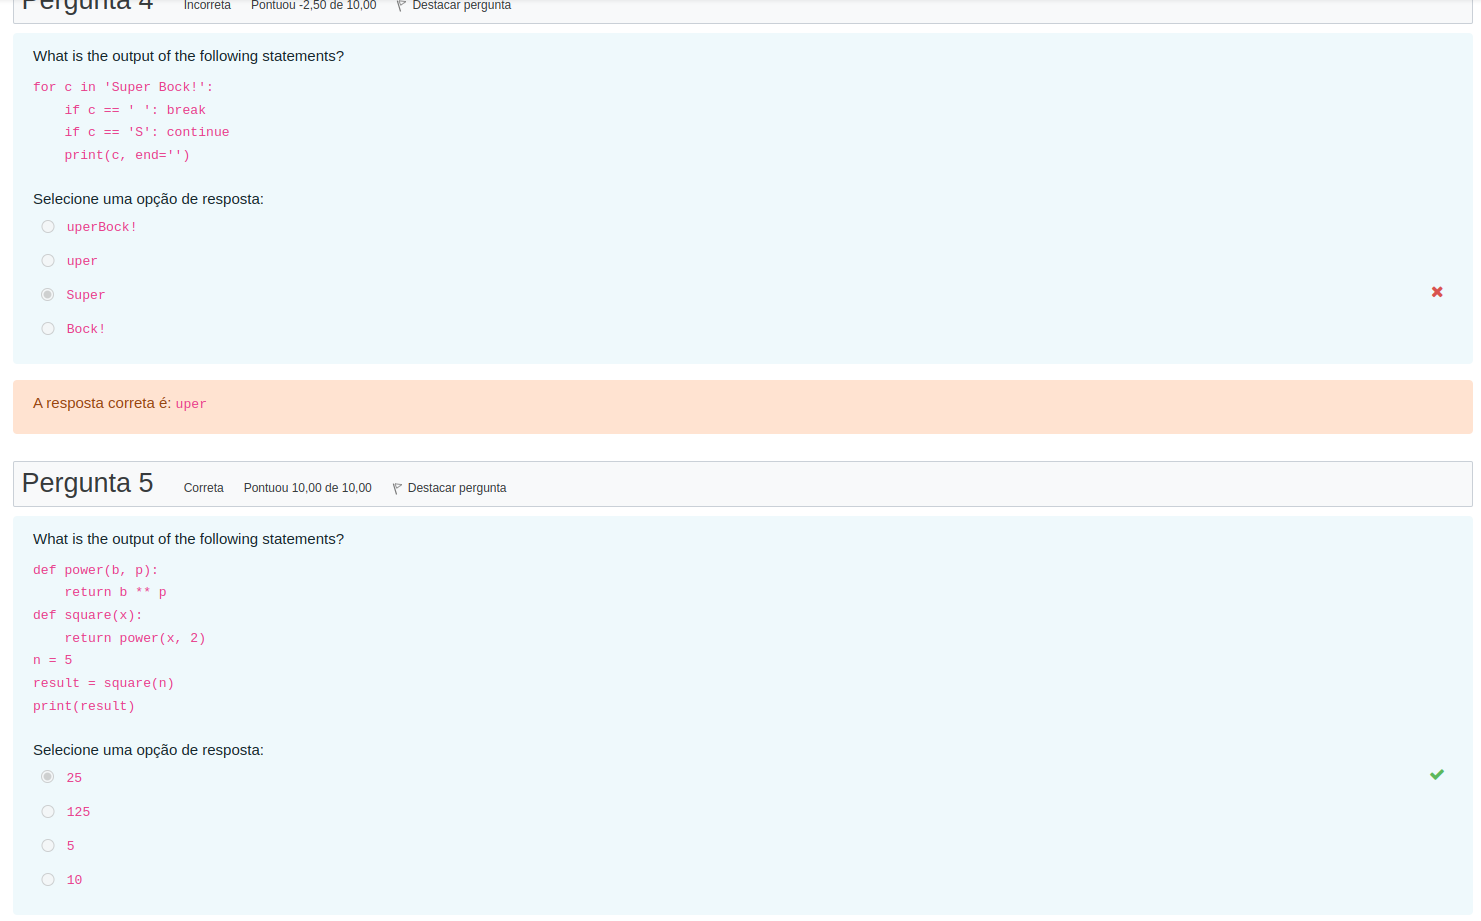 Pergunta 4 Incorreta Pontuou -2,50 de 10,00 Destacar pergunta
What is the output of the following statements?
for c in 'Super Bock!':
    if c == ' ': break
    if c == 'S': continue
    print(c, end='')
Selecione uma opção de resposta:
uperBock!
uper
Super
Bock!
A resposta correta é: uper
Pergunta 5 Correta Pontuou 10,00 de 10,00 Destacar pergunta
What is the output of the following statements?
def power(b, p):
    return b ** p
def square(x):
    return power(x, 2)
n = 5
result = square(n)
print(result)
Selecione uma opção de resposta:
25
125
5
10